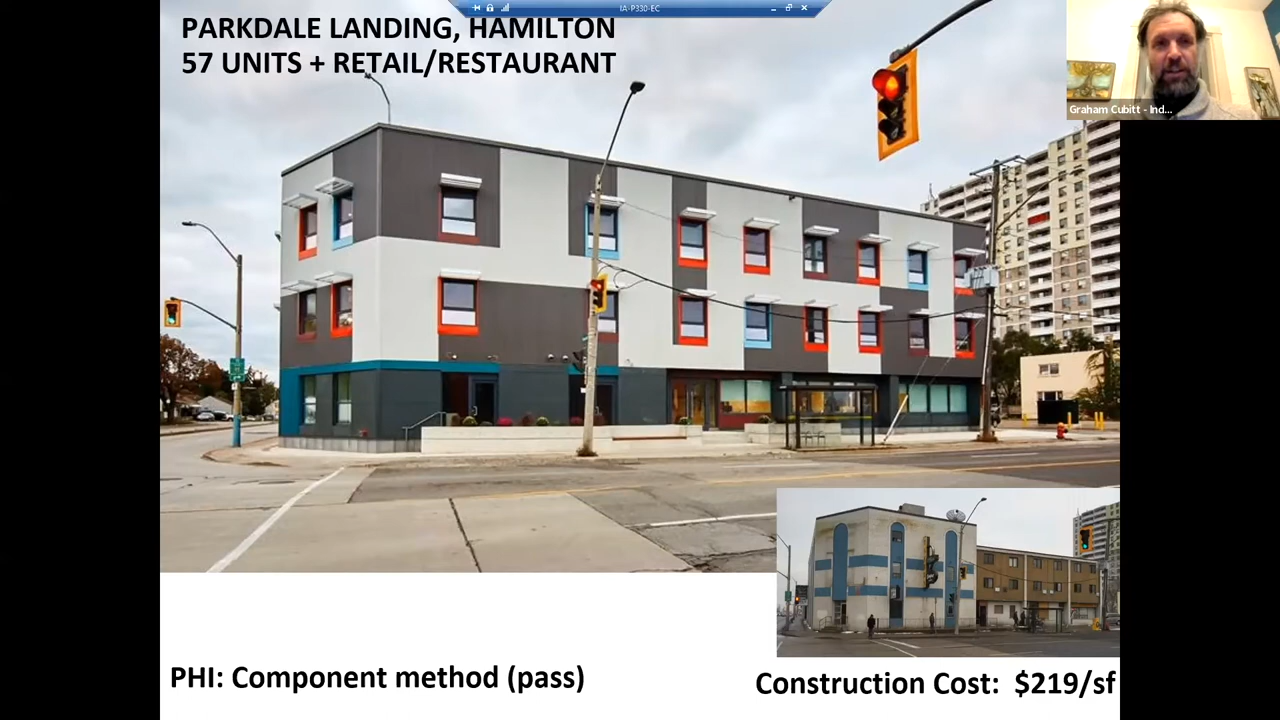 IA-P330-EC
PARKDALE LANDING, HAMILTON
57 UNITS + RETAIL/RESTAURANT
Graham Cubitt - Ind...
PHI: Component method (pass)
Construction Cost: $219/sf